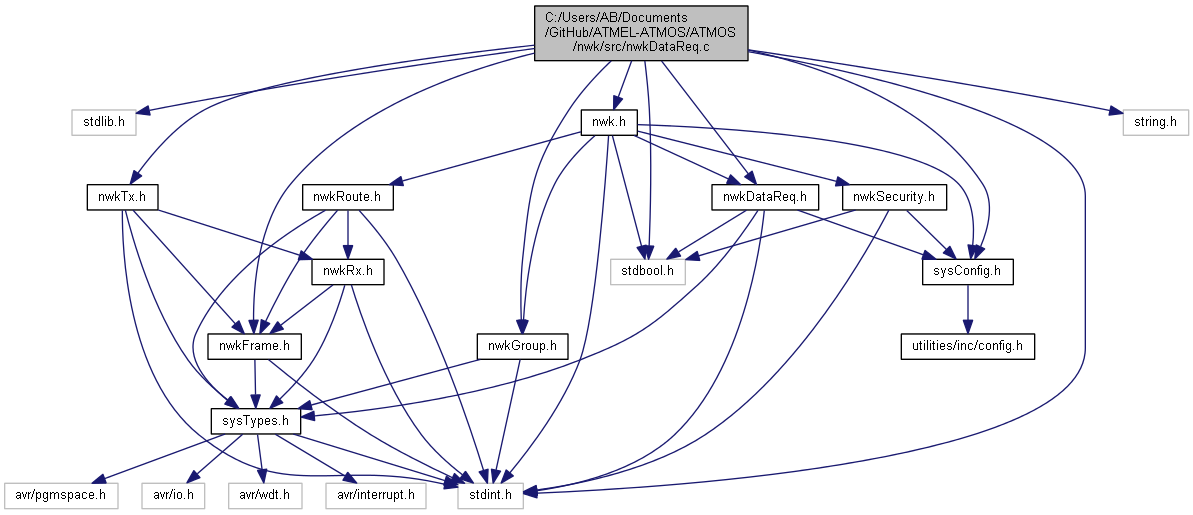 C:/Users/AB/Documents
/GitHub/ATMEL-ATMOS/ATMOS
/nwk/src/nwkDataReq.c
stdlib.h
nwk.h
string.h
nwkTx.h
nwkRoute.h
nwkDataReq.h
nwkSecurity.h
nwkRx.h
stdbool.h
sysConfig.h
nwkFrame.h
nwkGroup.h
utilities/inc/config.h
sysTypes.h
avr/pgmspace.h
avr/io.h
avr/wdt.h
avr/interrupt.h
stdint.h